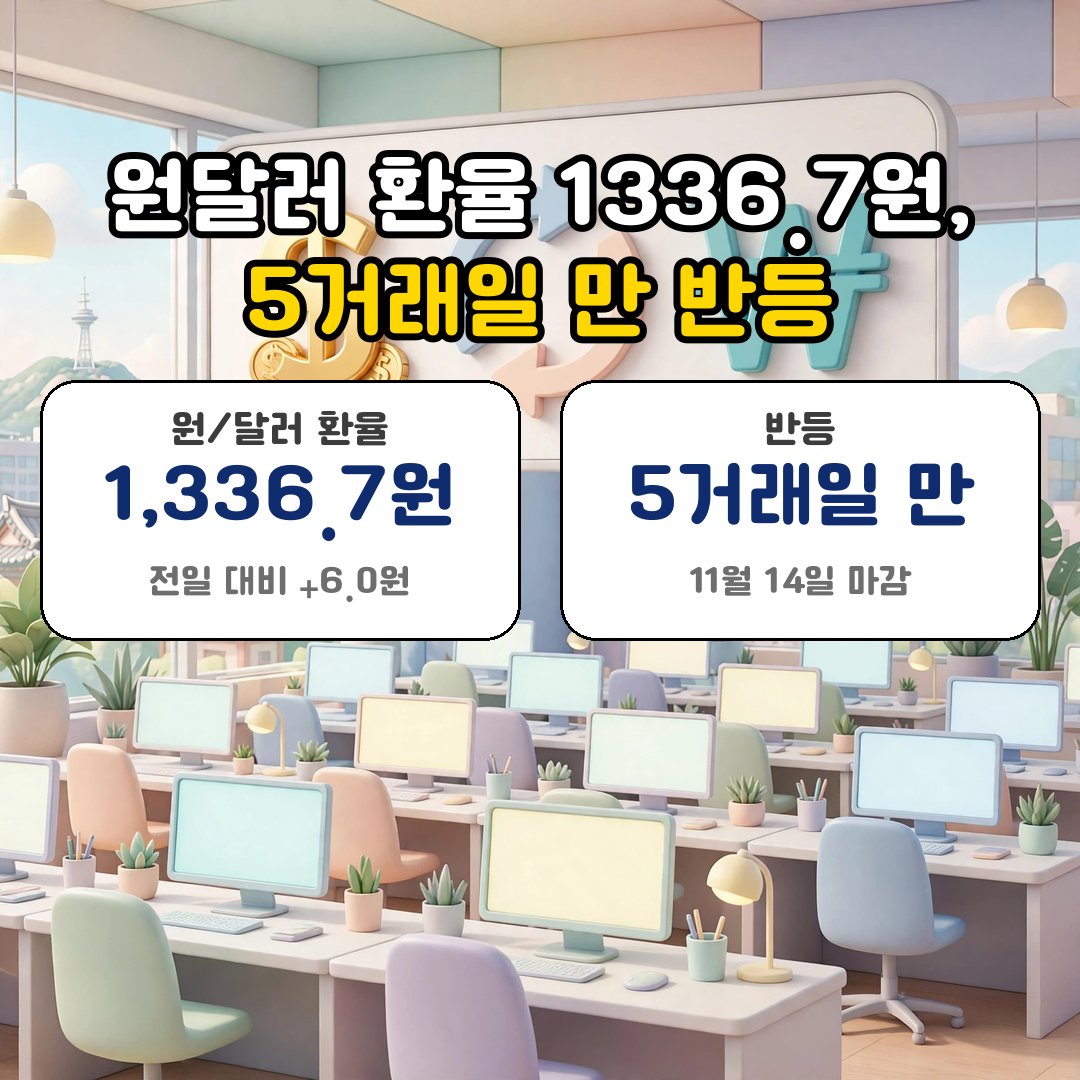 원달러 환율 1336.7원,
5거래일 만 반등
원/달러 환율
1,336.7원
전일 대비 +6.0원
반등
5거래일 만
11월 14일 마감